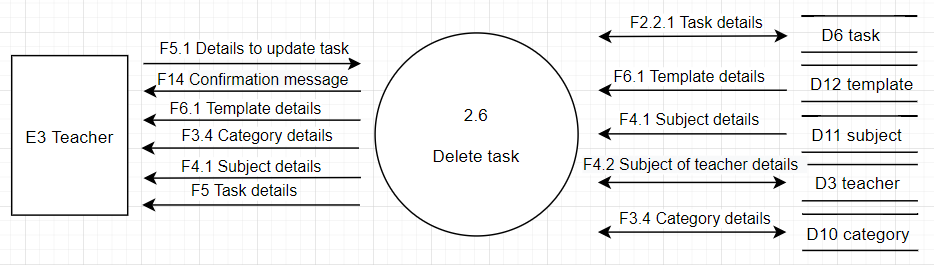 E3 Teacher
F5.1 Details to update task
F14 Confirmation message
F6.1 Template details
F3.4 Category details
F4.1 Subject details
F5 Task details
2.6
Delete task
F2.2.1 Task details
F6.1 Template details
F4.1 Subject details
F4.2 Subject of teacher details
F3.4 Category details
D6 task
D12 template
D11 subject
D3 teacher
D10 category